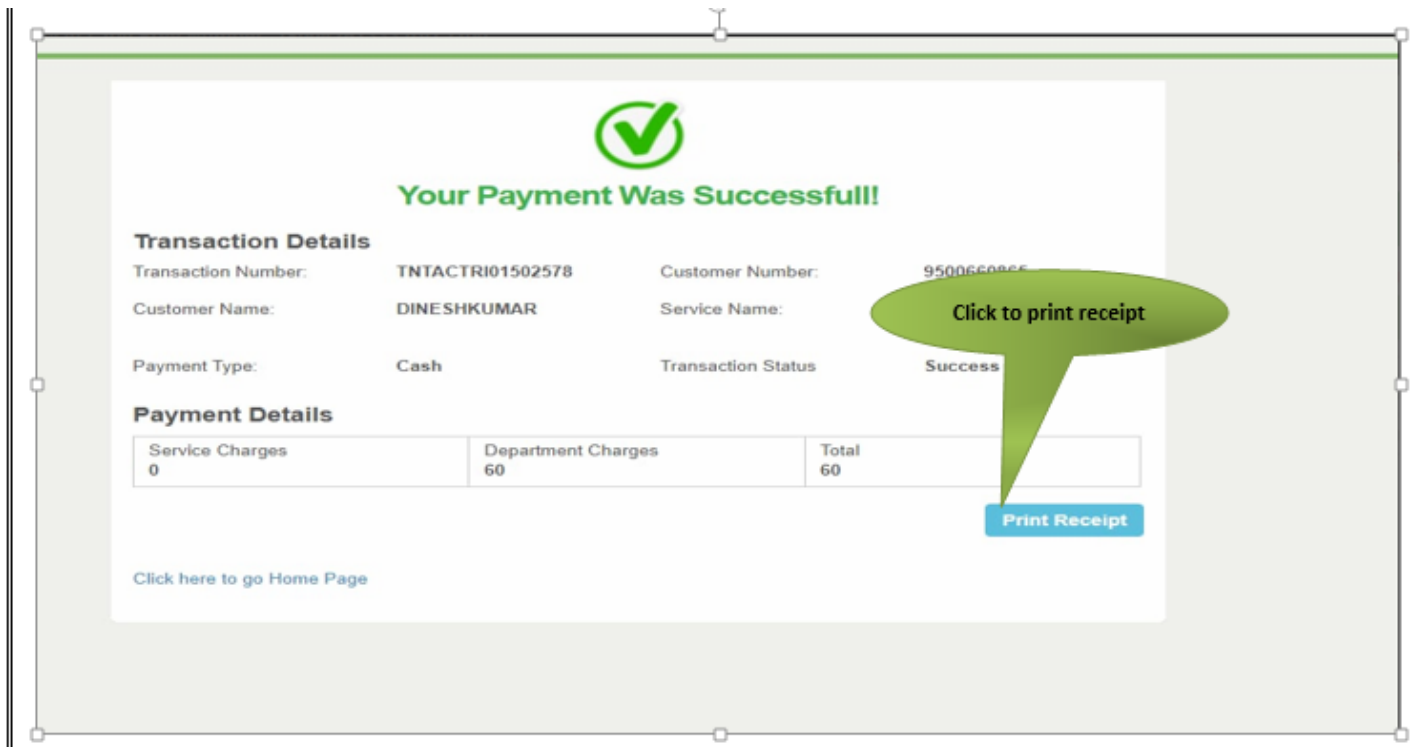 Your Payment Was Successfull!
Transaction Details
Transaction Number: TNTACTRI01502578 Customer Number:
Customer Name: DINESHKUMAR Service Name:
Click to print receipt
Payment Type: Cash Transaction Status Success
Payment Details
Service Charges Department Charges Total
0 60 60
Print Receipt
Click here to go Home Page